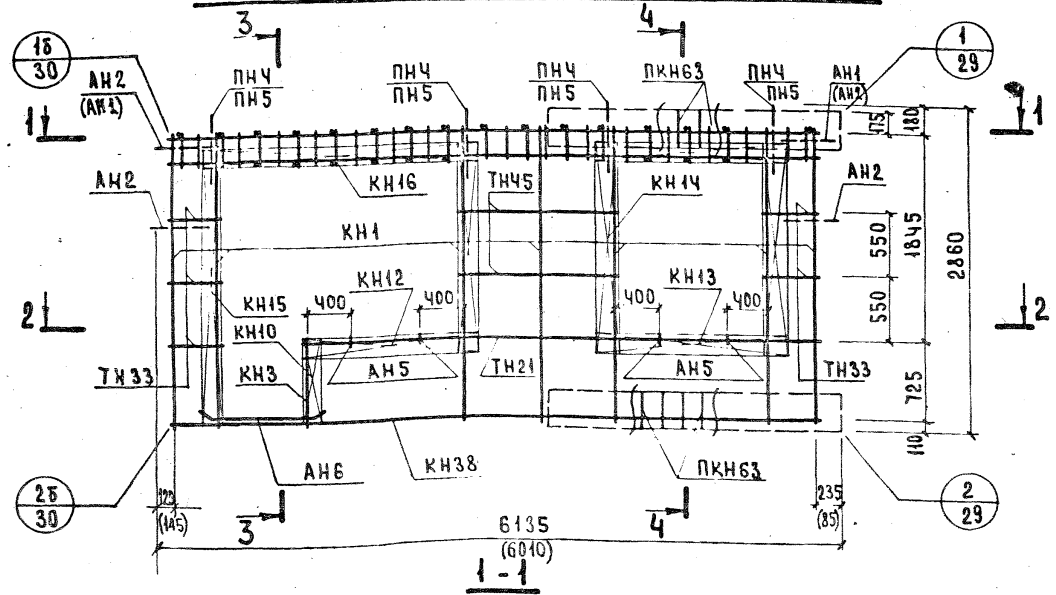 3
4
1б
30
1
29
АН2
(АН1)
ПН4
ПН5
ПН4
ПН5
ПН4
ПН5
ПКН63
ПН4
ПН5
АН1
(АН2)
175
180
1
1
АН2
КН16
ТН45
КН14
АН2
КН1
550
1845
2860
КН12
КН13
2
400
400
КН15
400
400
550
2
КН10
ТН33
КН3
АН5
ТН21
АН5
ТН33
725
АН6
КН38
ПКН63
110
2б
30
2
29
(145)
235
(85)
3
4
6135
(6010)
1-1